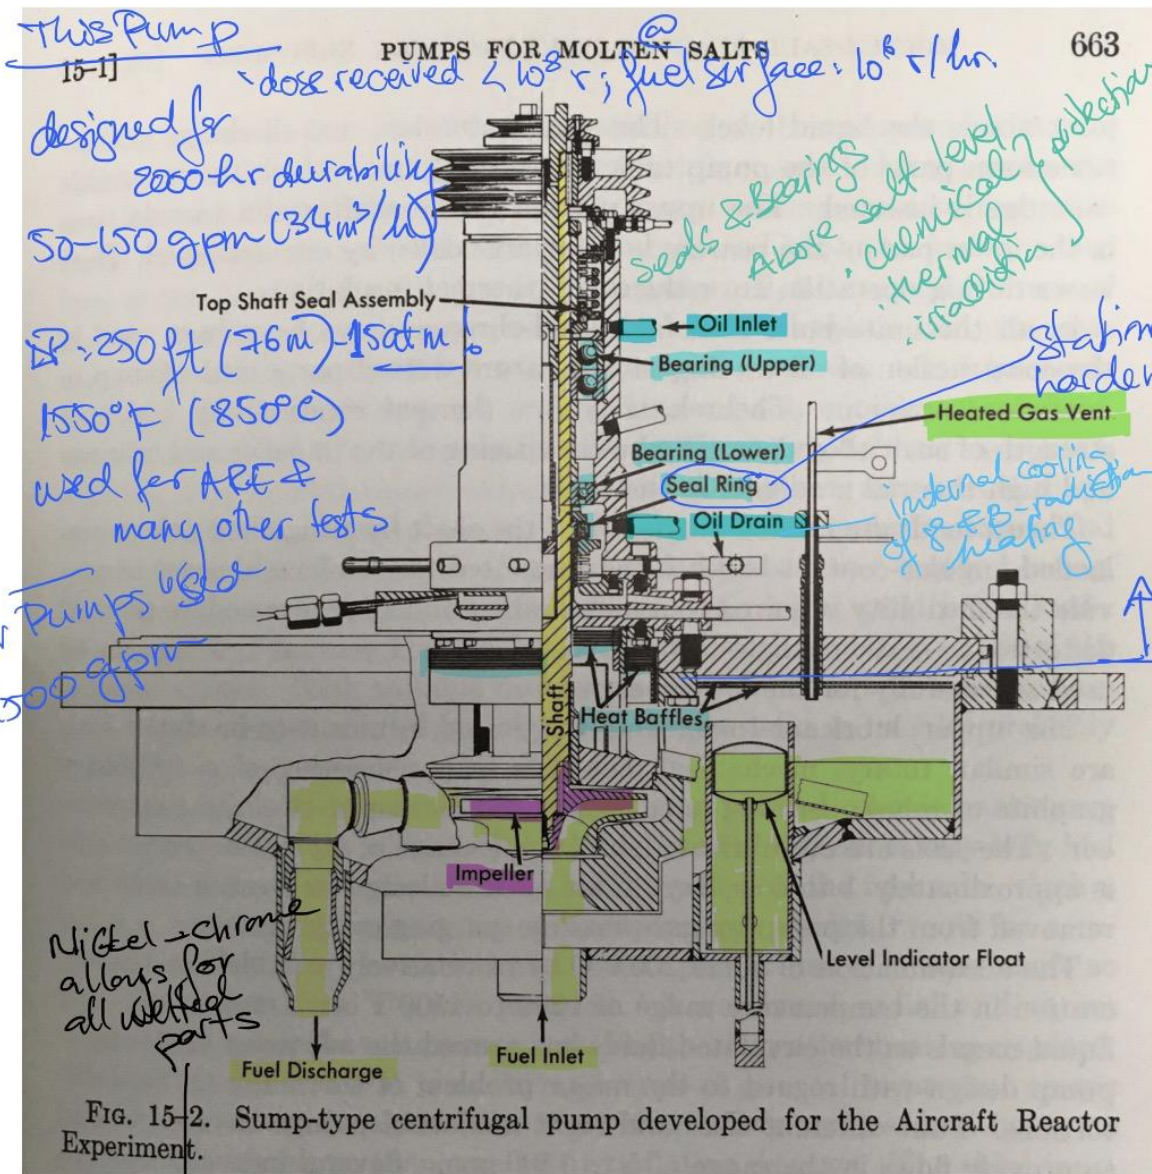 This Pump
15-1] PUMPS FOR MOLTEN SALTS 663
@
dose received < 10⁸ r; fuel surface: 10⁶ r/hr.
designed for
2000 hr durability
50-150 gpm (34m³/h)
Seals & Bearings
Above Salt level
· Chemical
· thermal
· irradiation
protection
Top Shaft Seal Assembly
Oil Inlet
Bearing (Upper)
ΔP: 250 ft (76m)
1550°F (850°C)
used for ARE &
many other tests
harden
Heated Gas Vent
Bearing (Lower)
Seal Ring
Oil Drain
internal cooling
heating
Pumps used
gpm
Heat Baffles
Shaft
Impeller
Nickel-chrome
alloys for
all wetted
parts
Level Indicator Float
Fuel Inlet
Fuel Discharge
FIG. 15-2. Sump-type centrifugal pump developed for the Aircraft Reactor
Experiment.